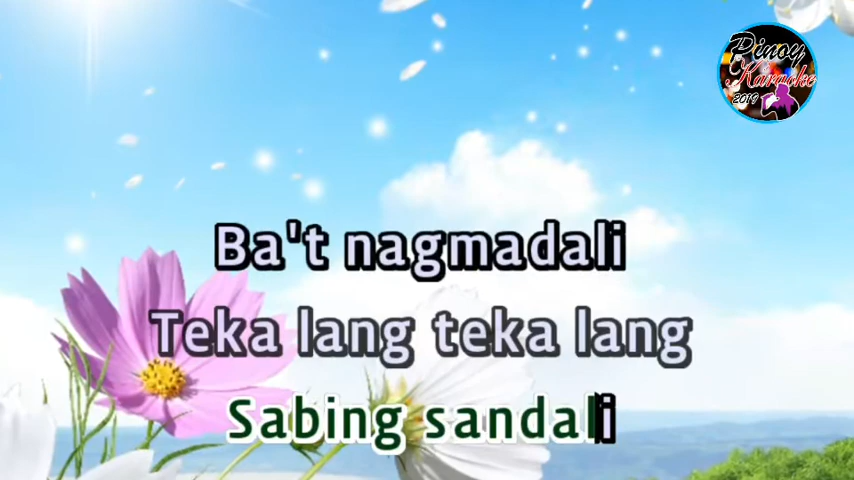 Pinoy
Karaoke
2019
Ba't nagmadali
Teka lang teka lang
Sabing sandali